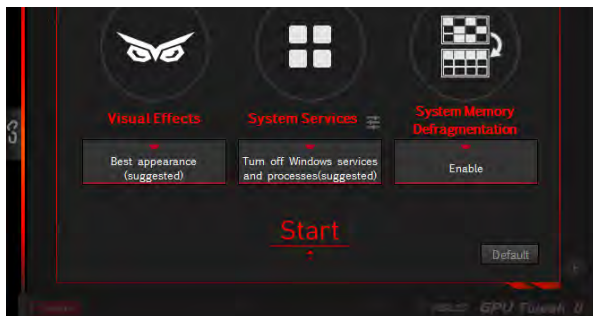 Visual Effects
System Services
System Memory
Defragmentation
Best appearance
(suggested)
Turn off Windows services
and processes(suggested)
Enable
Start
Default
GPU Tweak II